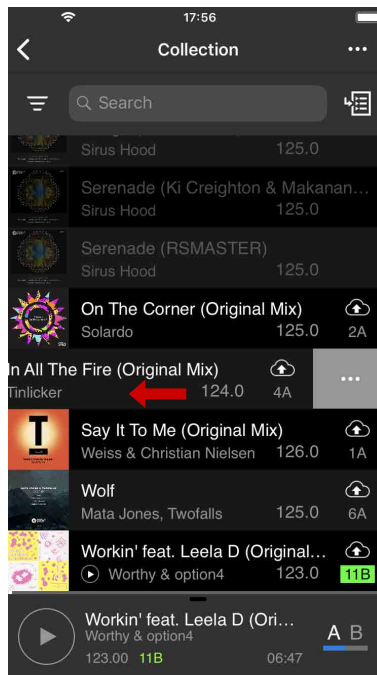 17:56
Collection
Search
Sirus Hood 125.0
Serenade (Ki Creighton & Makanan...
Sirus Hood 125.0
Serenade (RSMASTER)
Sirus Hood 125.0
On The Corner (Original Mix)
Solardo 125.0 2A
In All The Fire (Original Mix)
Tinlicker 124.0 4A
Say It To Me (Original Mix)
Weiss & Christian Nielsen 126.0 1A
Wolf
Mata Jones, Twofalls 125.0 6A
Workin' feat. Leela D (Original...
Worthy & option4 123.0 11B
Workin' feat. Leela D (Ori...
Worthy & option4
A B
123.00 11B 06:47